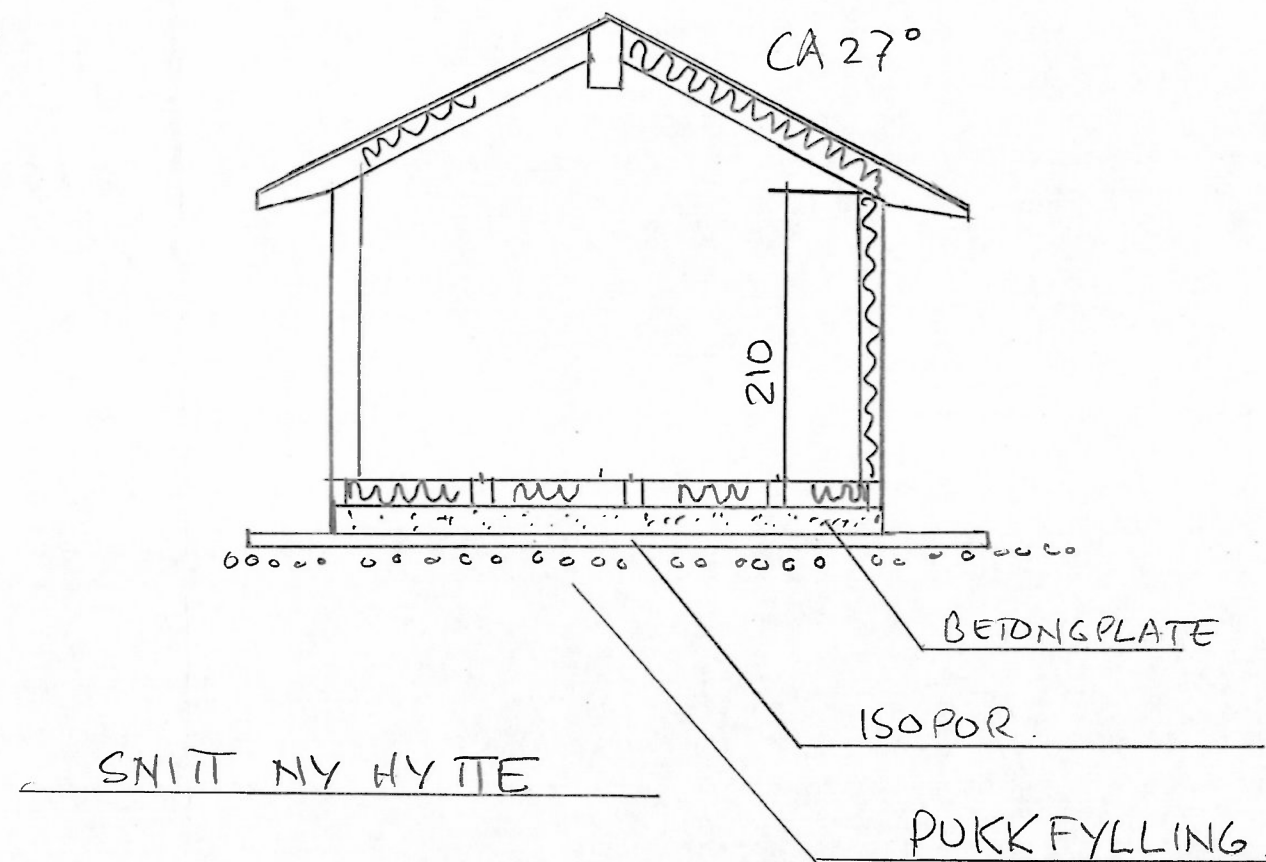 CA 27°
210
BETONGPLATE
ISOPOR.
SNITT NY HYTTE
PUKKFYLLING